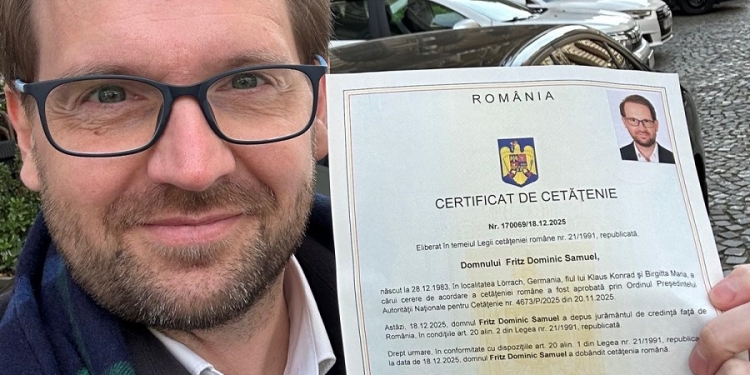 ROMÂNIA
CERTIFICAT DE CETĂȚENIE
Nr. 170069/18.12.2025
Eliberat în temeiul Legii cetățeniei române nr. 21/1991, republicată,
Domnului Fritz Dominic Samuel,
născut la 28.12.1983, în localitatea Lörrach, Germania, fiul lui Klaus Konrad și Birgitta Maria, a
cărui cerere de acordare a cetățeniei române a fost aprobată prin Ordinul Președintelui
Autorității Naționale pentru Cetățenie nr. 4673/P/2025 din 20.11.2025.
Astăzi, 18.12.2025, domnul Fritz Dominic Samuel a depus jurământul de credință față de
România, în condițiile art. 20 alin. 2 din Legea nr. 21/1991, republicată.
Drept urmare, în conformitate cu dispozițiile art. 20 alin. 1 din Legea nr. 21/1991, republicată,
la data de 18.12.2025, domnul Fritz Dominic Samuel a dobândit cetățenia română.